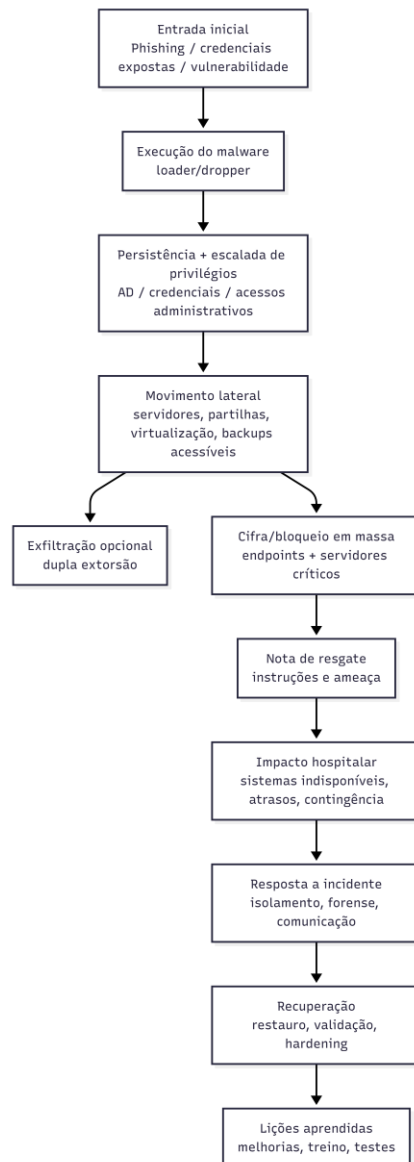 Entrada inicial
Phishing / credenciais
expostas / vulnerabilidade
Execução do malware
loader/dropper
Persistência + escalada de
privilégios
AD / credenciais / acessos
administrativos
Movimento lateral
servidores, partilhas,
virtualização, backups
acessíveis
Exfiltração opcional
dupla extorsão
Cifra/bloqueio em massa
endpoints + servidores
críticos
Nota de resgate
instruções e ameaça
Impacto hospitalar
sistemas indisponíveis,
atrasos, contingência
Resposta a incidente
isolamento, forense,
comunicação
Recuperação
restauro, validação,
hardening
Lições aprendidas
melhorias, treino, testes